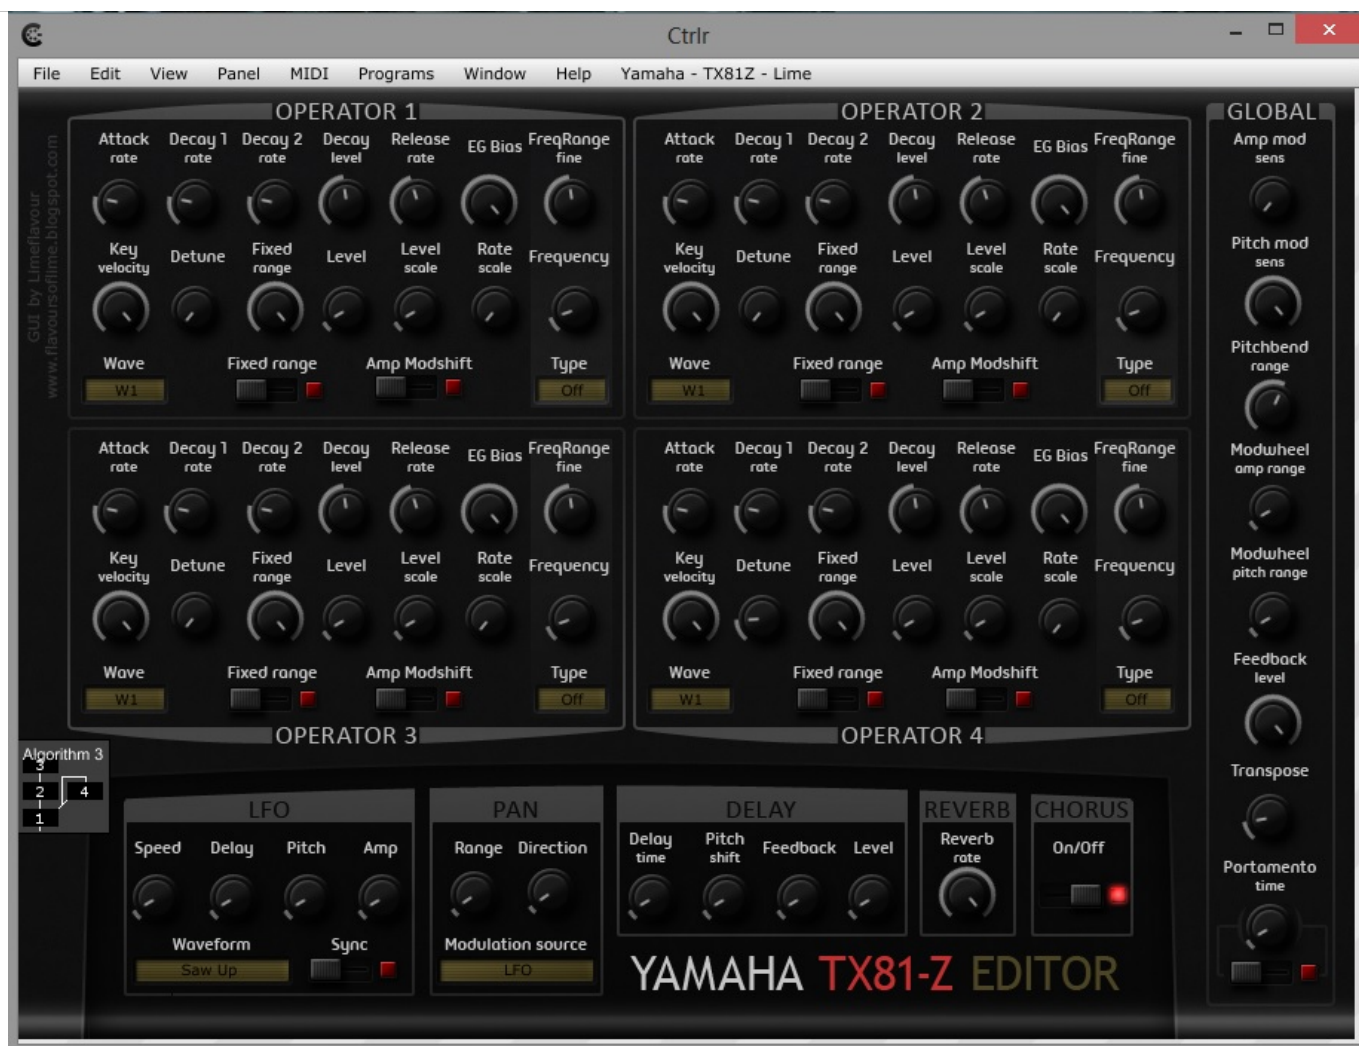 Ctrlr
File Edit View Panel MIDI Programs Window Help Yamaha - TX81Z - Lime
GUI by Limeflavour
www.flavoursoflime.blogspot.com
OPERATOR 1
Attack rate Decay 1 rate Decay 2 rate Decay level Release rate EG Bias FreqRange fine
Key velocity Detune Fixed range Level Level scale Rate scale Frequency
Wave Fixed range Amp Modshift Type
W1 Off
OPERATOR 2
Attack rate Decay 1 rate Decay 2 rate Decay level Release rate EG Bias FreqRange fine
Key velocity Detune Fixed range Level Level scale Rate scale Frequency
Wave Fixed range Amp Modshift Type
W1 Off
Attack rate Decay 1 rate Decay 2 rate Decay level Release rate EG Bias FreqRange fine
Key velocity Detune Fixed range Level Level scale Rate scale Frequency
Wave Fixed range Amp Modshift Type
W1 Off
OPERATOR 3
Attack rate Decay 1 rate Decay 2 rate Decay level Release rate EG Bias FreqRange fine
Key velocity Detune Fixed range Level Level scale Rate scale Frequency
Wave Fixed range Amp Modshift Type
W1 Off
OPERATOR 4
GLOBAL
Amp mod
sens
Pitch mod
sens
Pitchbend
range
Modwheel
amp range
Modwheel
pitch range
Feedback
level
Transpose
Portamento
time
Algorithm 3
3
2 4
1
LFO
Speed Delay Pitch Amp
Waveform Sync
Saw Up
PAN
Range Direction
Modulation source
LFO
DELAY
Delay time Pitch shift Feedback Level
REVERB
Reverb
rate
CHORUS
On/Off
YAMAHA TX81-Z EDITOR